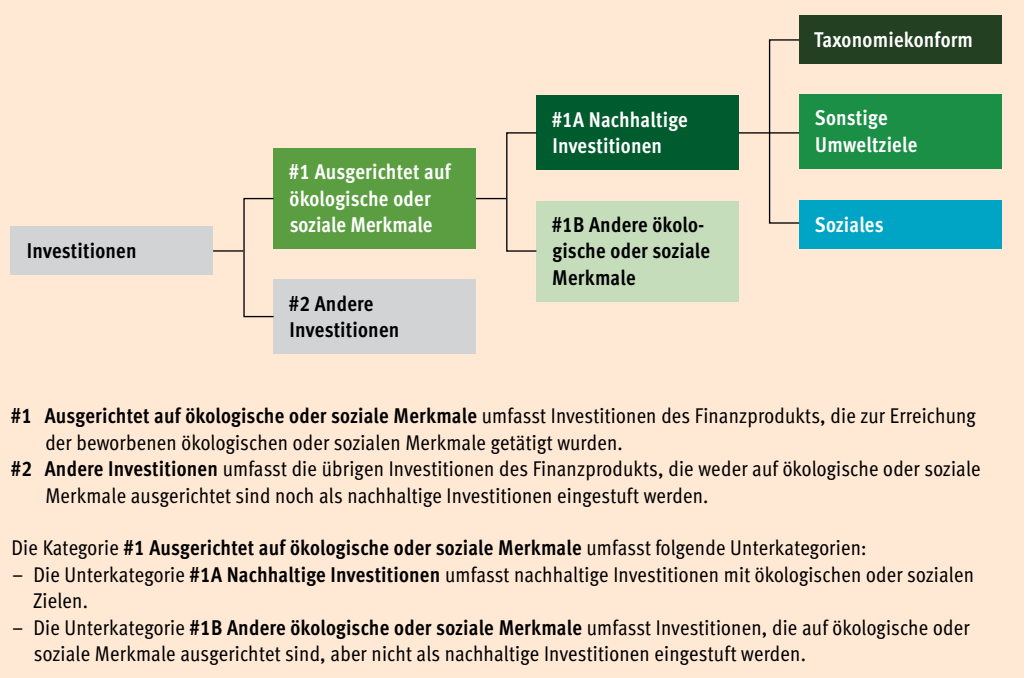 Taxonomiekonform
#1A Nachhaltige
Investitionen
Sonstige
Umweltziele
#1 Ausgerichtet auf
ökologische oder
soziale Merkmale
#1B Andere ökolo-
gische oder soziale
Merkmale
Soziales
Investitionen
#2 Andere
Investitionen
#1 Ausgerichtet auf ökologische oder soziale Merkmale umfasst Investitionen des Finanzprodukts, die zur Erreichung
der beworbenen ökologischen oder sozialen Merkmale getätigt wurden.
#2 Andere Investitionen umfasst die übrigen Investitionen des Finanzprodukts, die weder auf ökologische oder soziale
Merkmale ausgerichtet sind noch als nachhaltige Investitionen eingestuft werden.
Die Kategorie #1 Ausgerichtet auf ökologische oder soziale Merkmale umfasst folgende Unterkategorien:
– Die Unterkategorie #1A Nachhaltige Investitionen umfasst nachhaltige Investitionen mit ökologischen oder sozialen
Zielen.
– Die Unterkategorie #1B Andere ökologische oder soziale Merkmale umfasst Investitionen, die auf ökologische oder
soziale Merkmale ausgerichtet sind, aber nicht als nachhaltige Investitionen eingestuft werden.